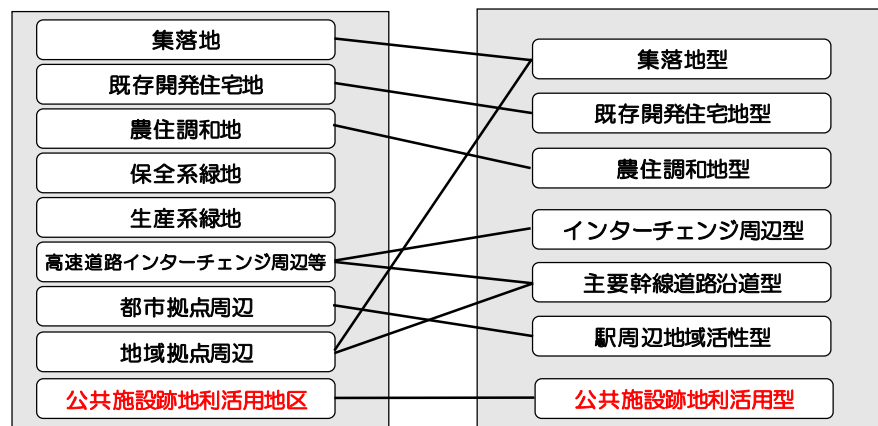 集落地
既存開発住宅地
農住調和地
保全系緑地
生産系緑地
高速道路インターチェンジ周辺等
都市拠点周辺
地域拠点周辺
公共施設跡地利活用地区
集落地型
既存開発住宅地型
農住調和地型
インターチェンジ周辺型
主要幹線道路沿道型
駅周辺地域活性型
公共施設跡地利活用型